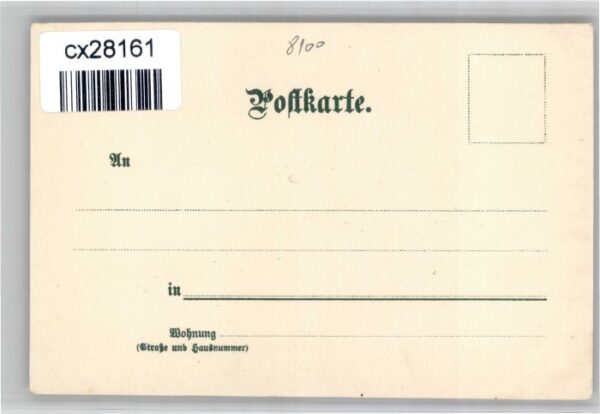 cx28161
8100
Postkarte.
An
in
Wohnung
(Straße und Hausnummer)